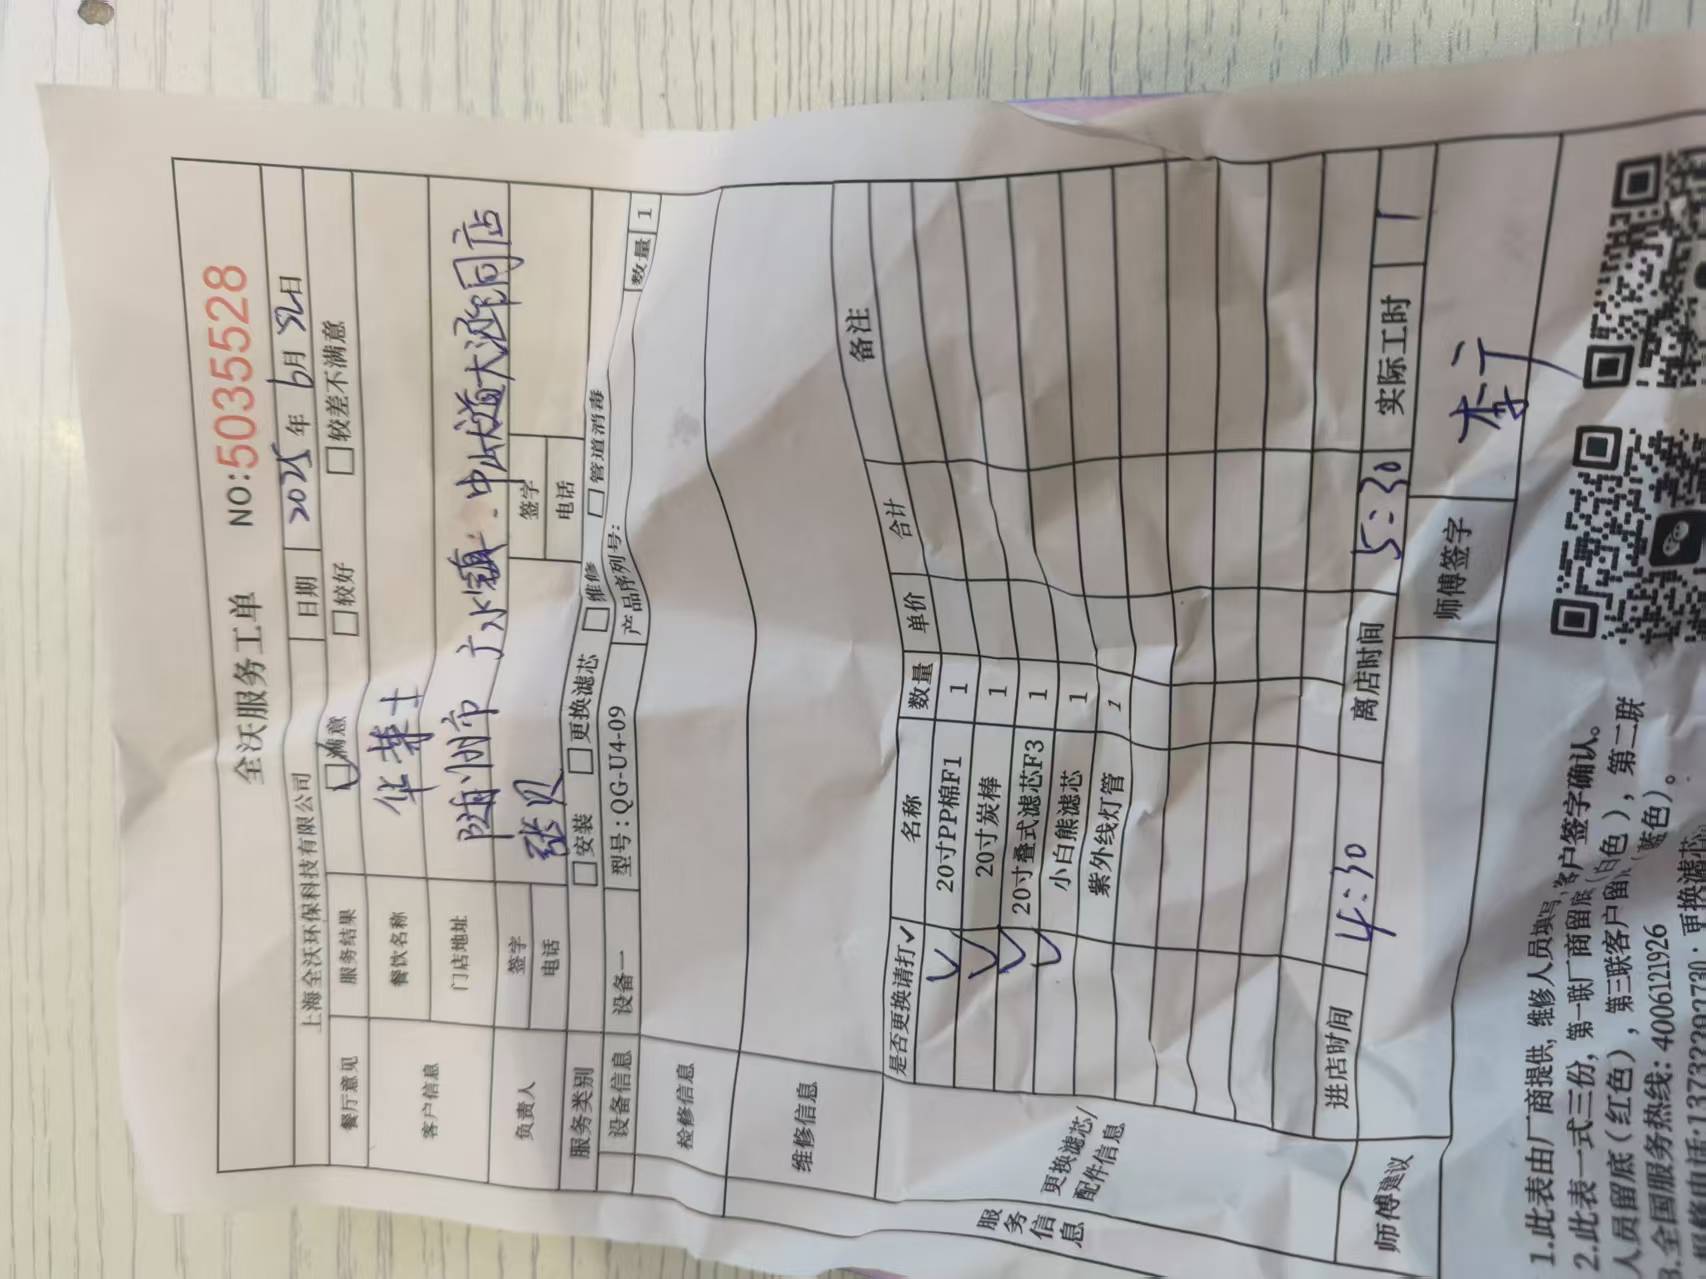 全沃服务工单 NO:5035528
上海全沃环保科技有限公司 日期 2025年6月 日
餐厅意见 服务结果 满意 较好 较差不满意
客户信息 餐饮名称 华莱士
门店地址 随州市广水镇·中山大道大润同店
负责人 签字 张贝 签字
电话 电话
服务类别 安装 更换滤芯 维修 管道消毒
设备信息 设备一 型号:QG-U4-09 产品序列号: 数量 1
检修信息
维修信息
服务信息
更换滤芯/配件信息
是否更换请打✓ 名称 数量 单价 合计 备注
✓ 20寸PP棉F1 1
✓ 20寸炭棒 1
✓ 20寸叠式滤芯F3 1
✓ 小白熊滤芯 1
紫外线灯管 1
进店时间 4:30 离店时间 5:30 实际工时 1
师傅建议 师傅签字 李
1.此表由厂商提供,维修人员填写,客户签字确认。
2.此表一式三份,第一联厂商留底(白色),第二联
人员留底(红色),第三联客户留 (蓝色)。
3.全国服务热线:4006121926
更换滤芯